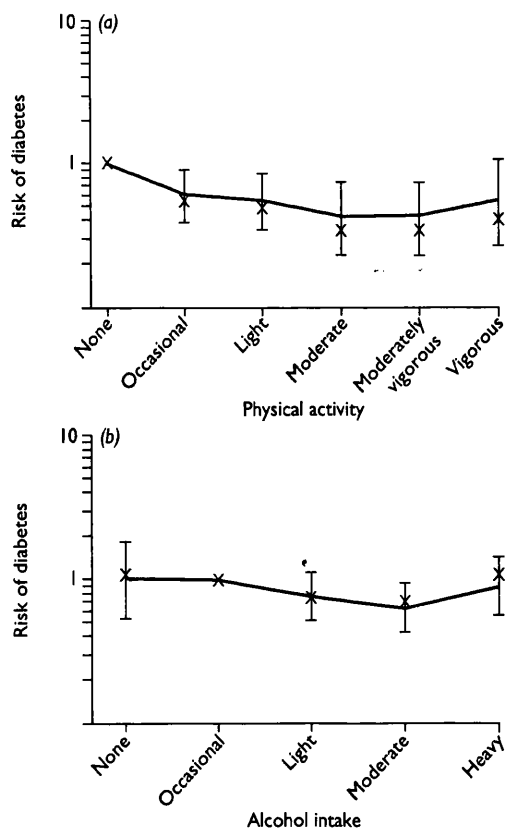 10
(a)
Risk of diabetes
1
None
Occasional
Light
Moderate
Moderately
vigorous
Vigorous
Physical activity
10
(b)
Risk of diabetes
1
None
Occasional
Light
Moderate
Heavy
Alcohol intake